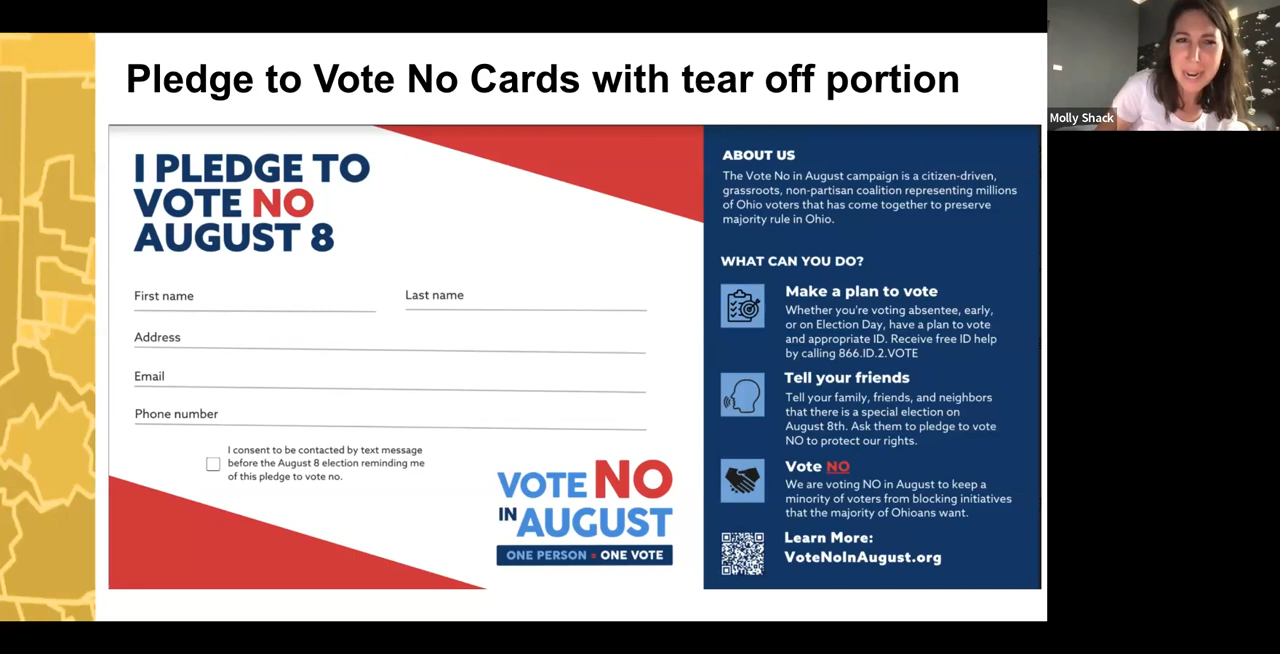 Pledge to Vote No Cards with tear off portion
Molly Shack
I PLEDGE TO
VOTE NO
AUGUST 8
First name
Last name
Address
Email
Phone number
I consent to be contacted by text message
before the August 8 election reminding me
of this pledge to vote no.
VOTE NO
IN AUGUST
ONE PERSON = ONE VOTE
ABOUT US
The Vote No in August campaign is a citizen-driven,
grassroots, non-partisan coalition representing millions
of Ohio voters that has come together to preserve
majority rule in Ohio.
WHAT CAN YOU DO?
Make a plan to vote
Whether you're voting absentee, early,
or on Election Day, have a plan to vote
and appropriate ID. Receive free ID help
by calling 866.ID.2.VOTE
Tell your friends
Tell your family, friends, and neighbors
that there is a special election on
August 8th. Ask them to pledge to vote
NO to protect our rights.
Vote NO
We are voting NO in August to keep a
minority of voters from blocking initiatives
that the majority of Ohioans want.
Learn More:
VoteNoInAugust.org